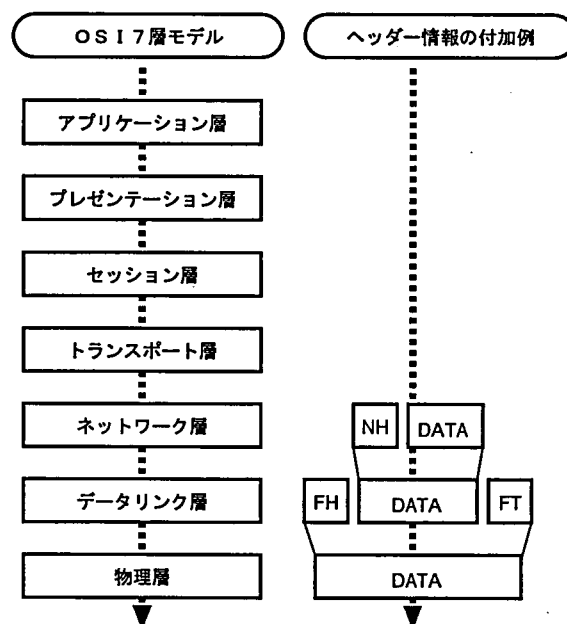 OSI7層モデル
ヘッダー情報の付加例
アプリケーション層
プレゼンテーション層
セッション層
トランスポート層
ネットワーク層
NH
DATA
データリンク層
FH
DATA
FT
物理層
DATA